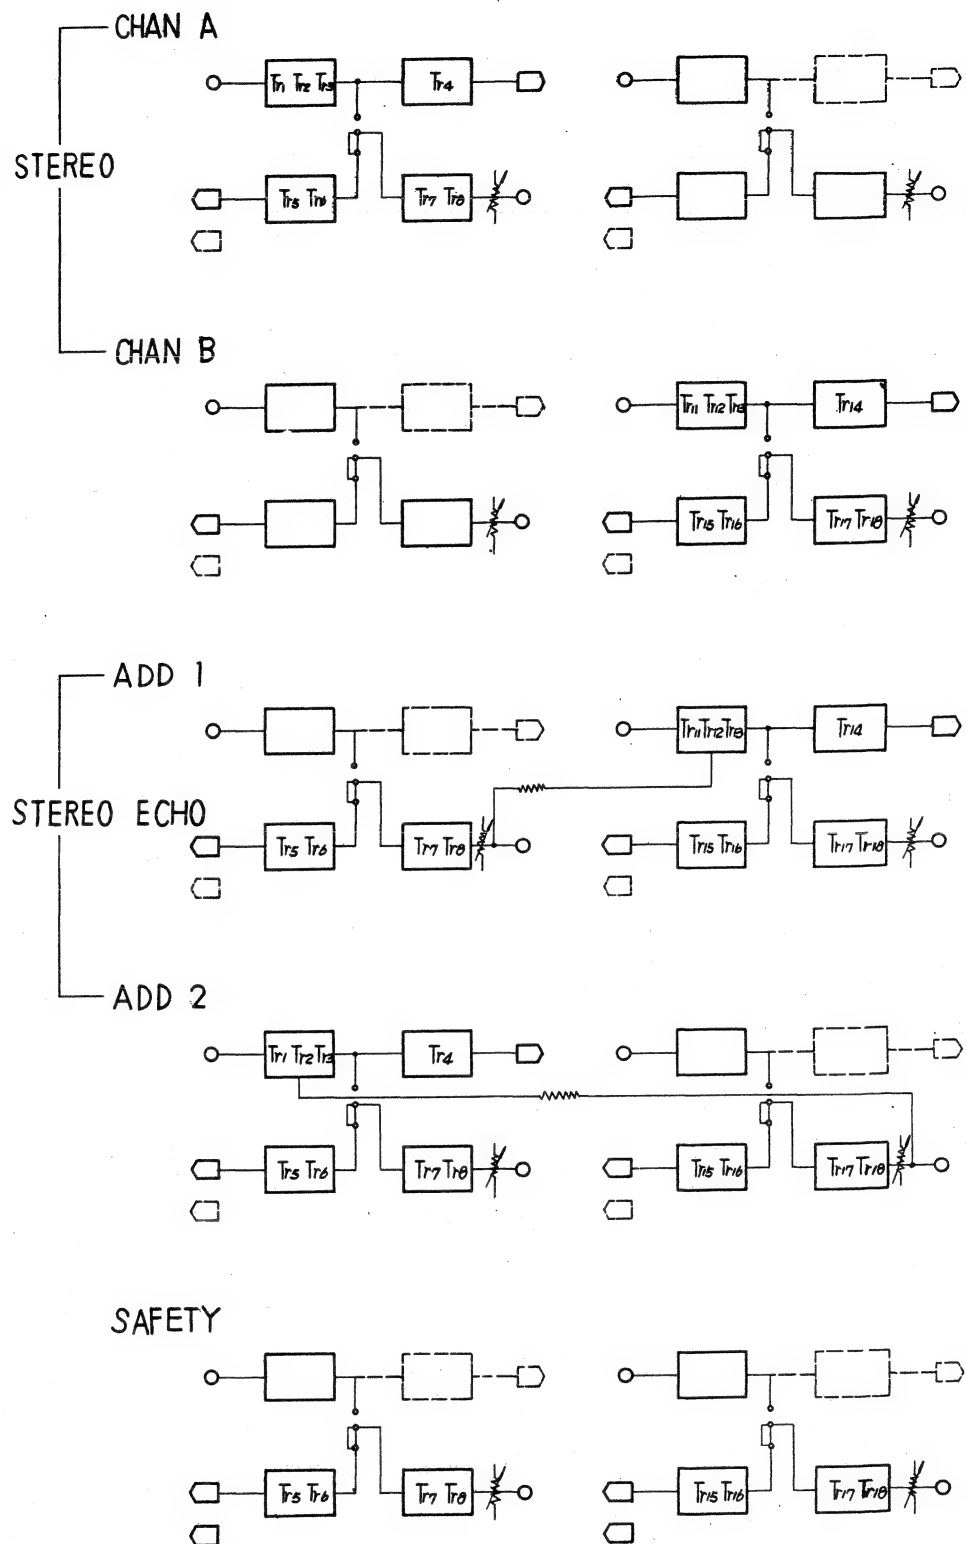 CHAN A
Tr1 Tr2 Tr3
Tr4
STEREO
Tr5 Tr6
Tr7 Tr8
CHAN B
Tr11 Tr12 Tr13
Tr14
Tr15 Tr16
Tr17 Tr18
ADD 1
Tr11 Tr12 Tr13
Tr14
STEREO ECHO
Tr5 Tr6
Tr7 Tr8
Tr15 Tr16
Tr17 Tr18
ADD 2
Tr1 Tr2 Tr3
Tr4
Tr5 Tr6
Tr7 Tr8
Tr15 Tr16
Tr17 Tr18
SAFETY
Tr5 Tr6
Tr7 Tr8
Tr15 Tr16
Tr17 Tr18